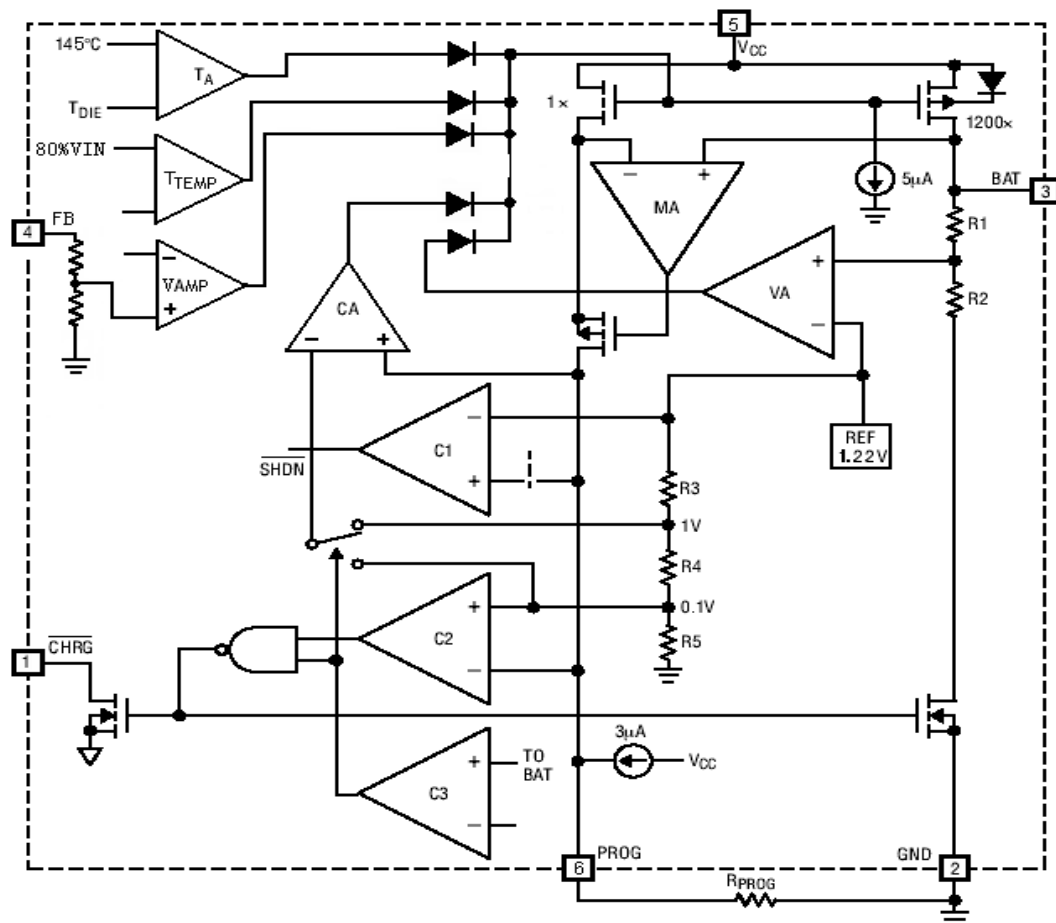 5
VCC
145°C
TA
TDIE
1×
1200×
80%VIN
TTEMP
− +
MA
5μA
BAT
3
4
FB
R1
−
VAMP
+
+
VA
−
R2
CA
− +
REF
1.22V
−
C1
+
SHDN
R3
1V
R4
+
C2
−
0.1V
R5
CHRG
1
3μA
VCC
+
C3
−
TO
BAT
PROG
6
GND
2
RPROG